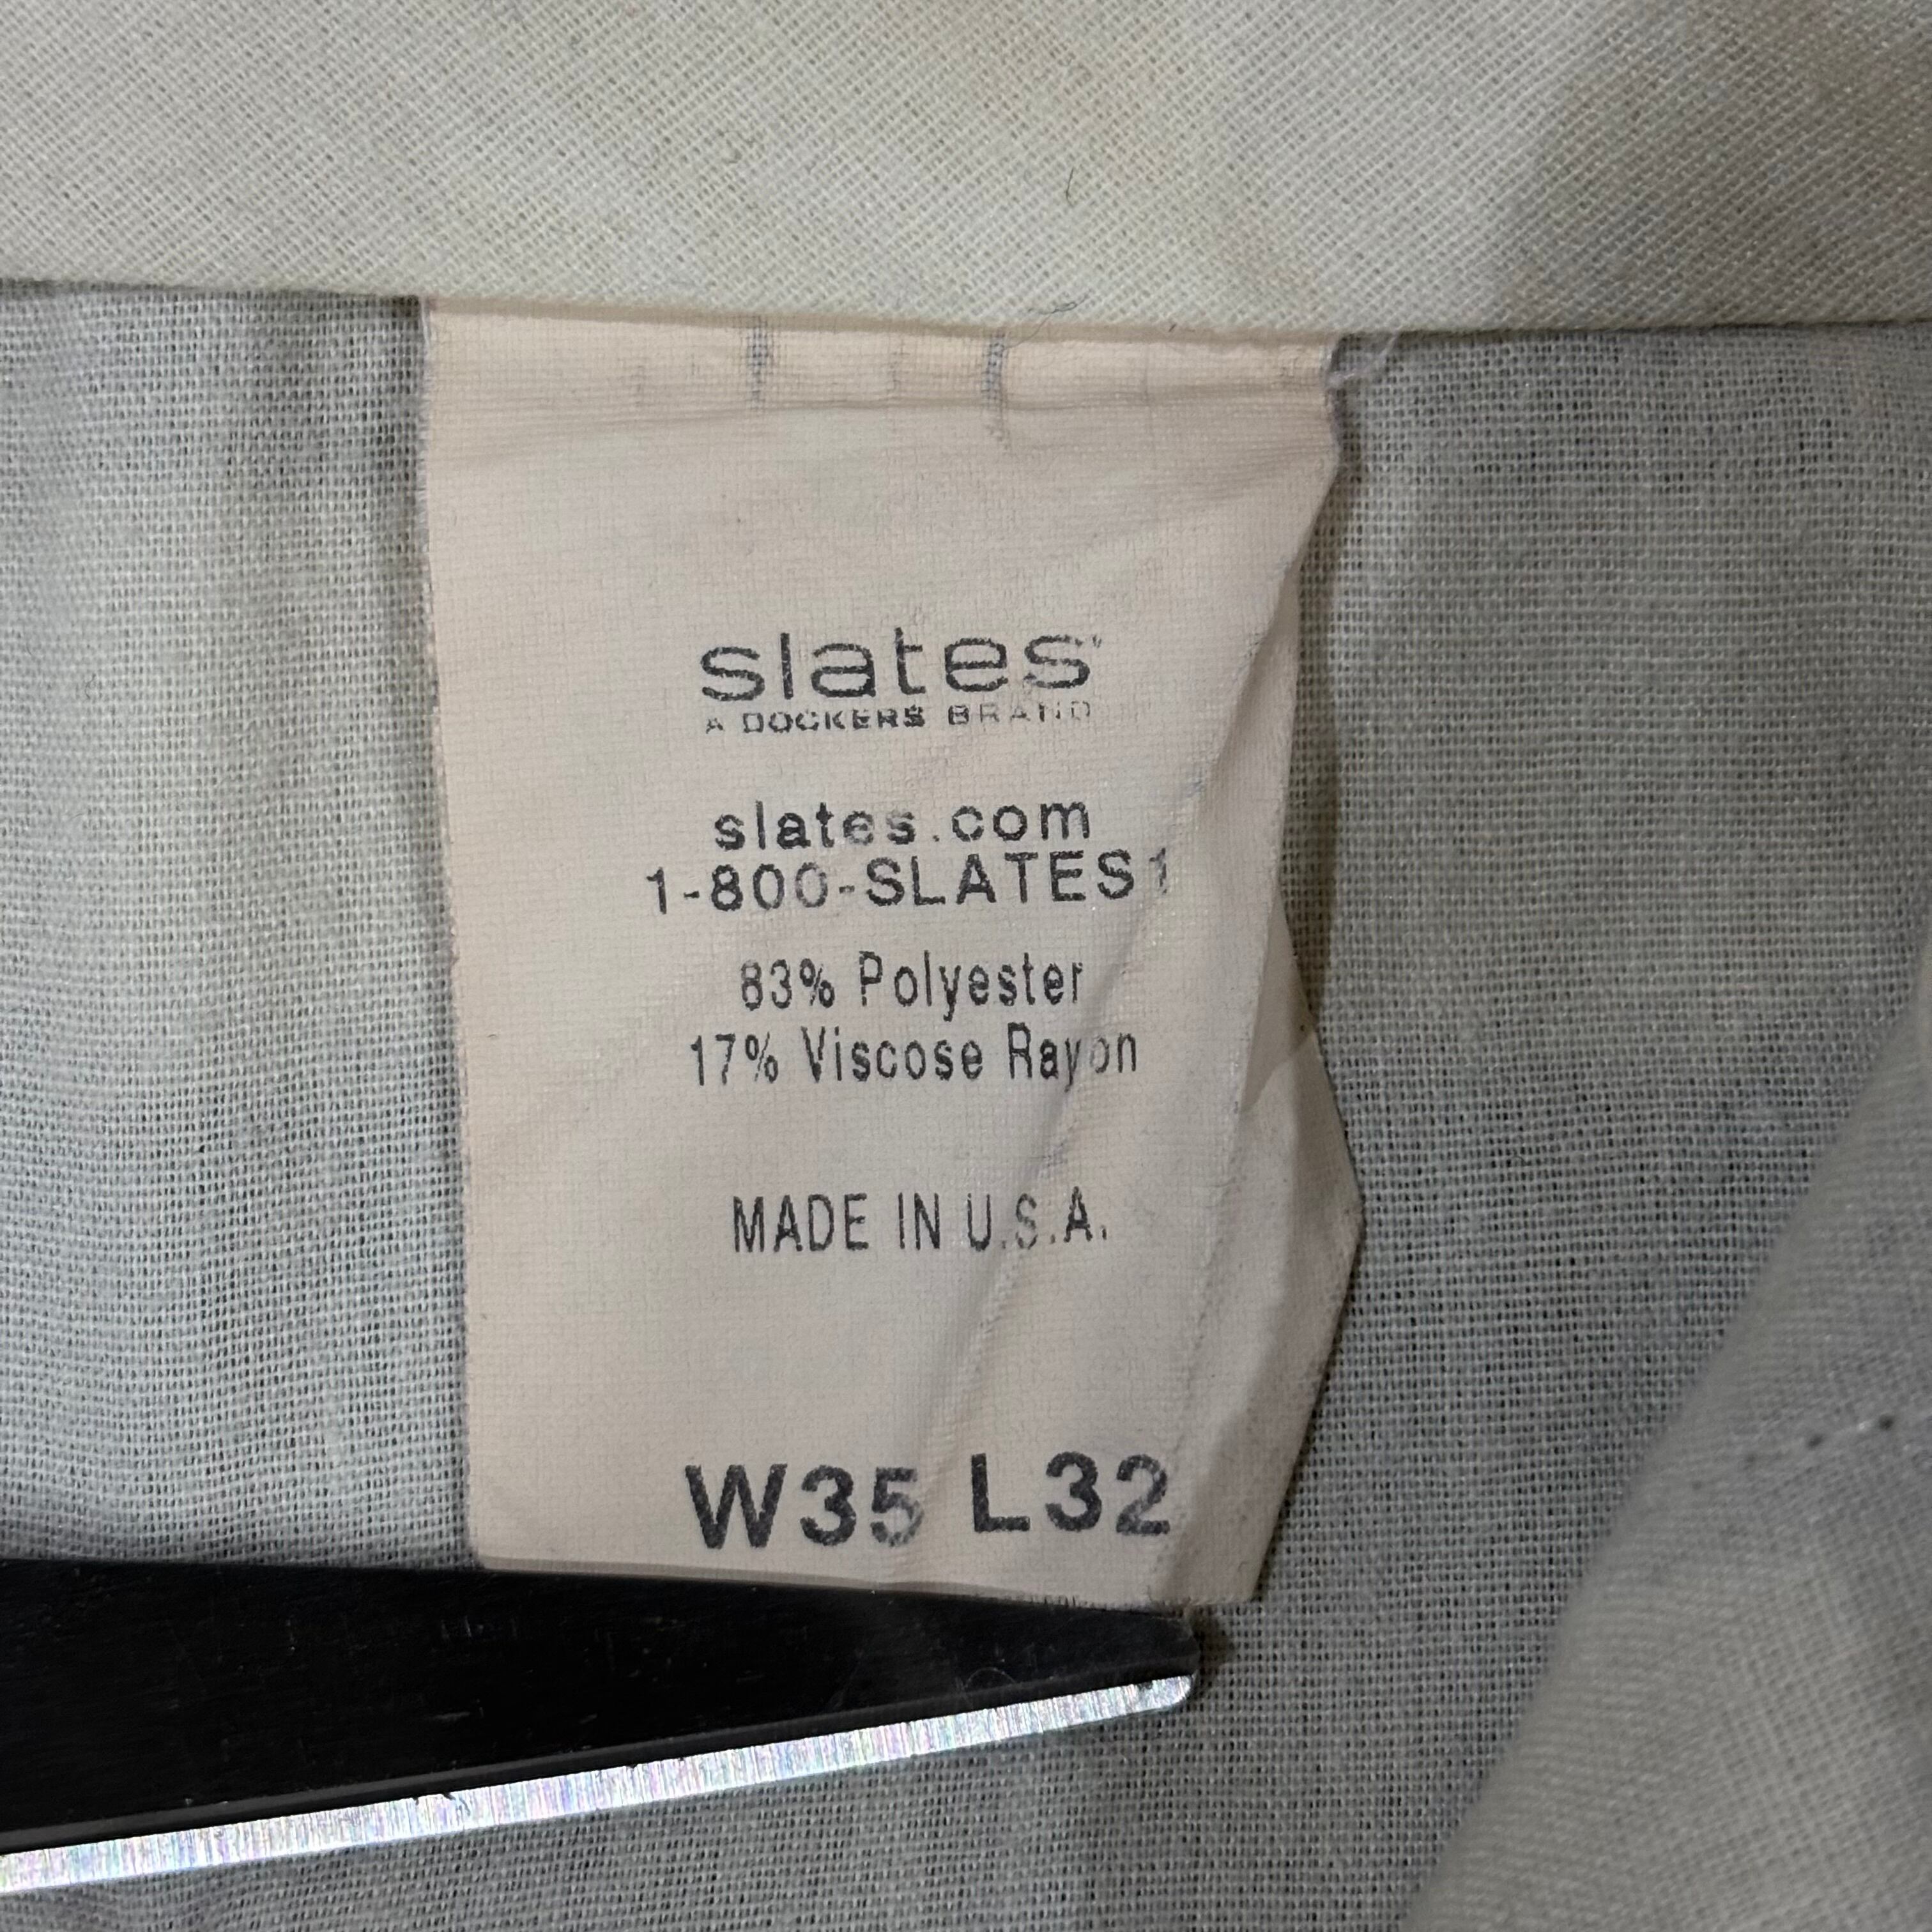 slates
A DOCKERS BRAND
slates.com
1-800-SLATES1
83% Polyester
17% Viscose Rayon
MADE IN U.S.A.
W35 L32